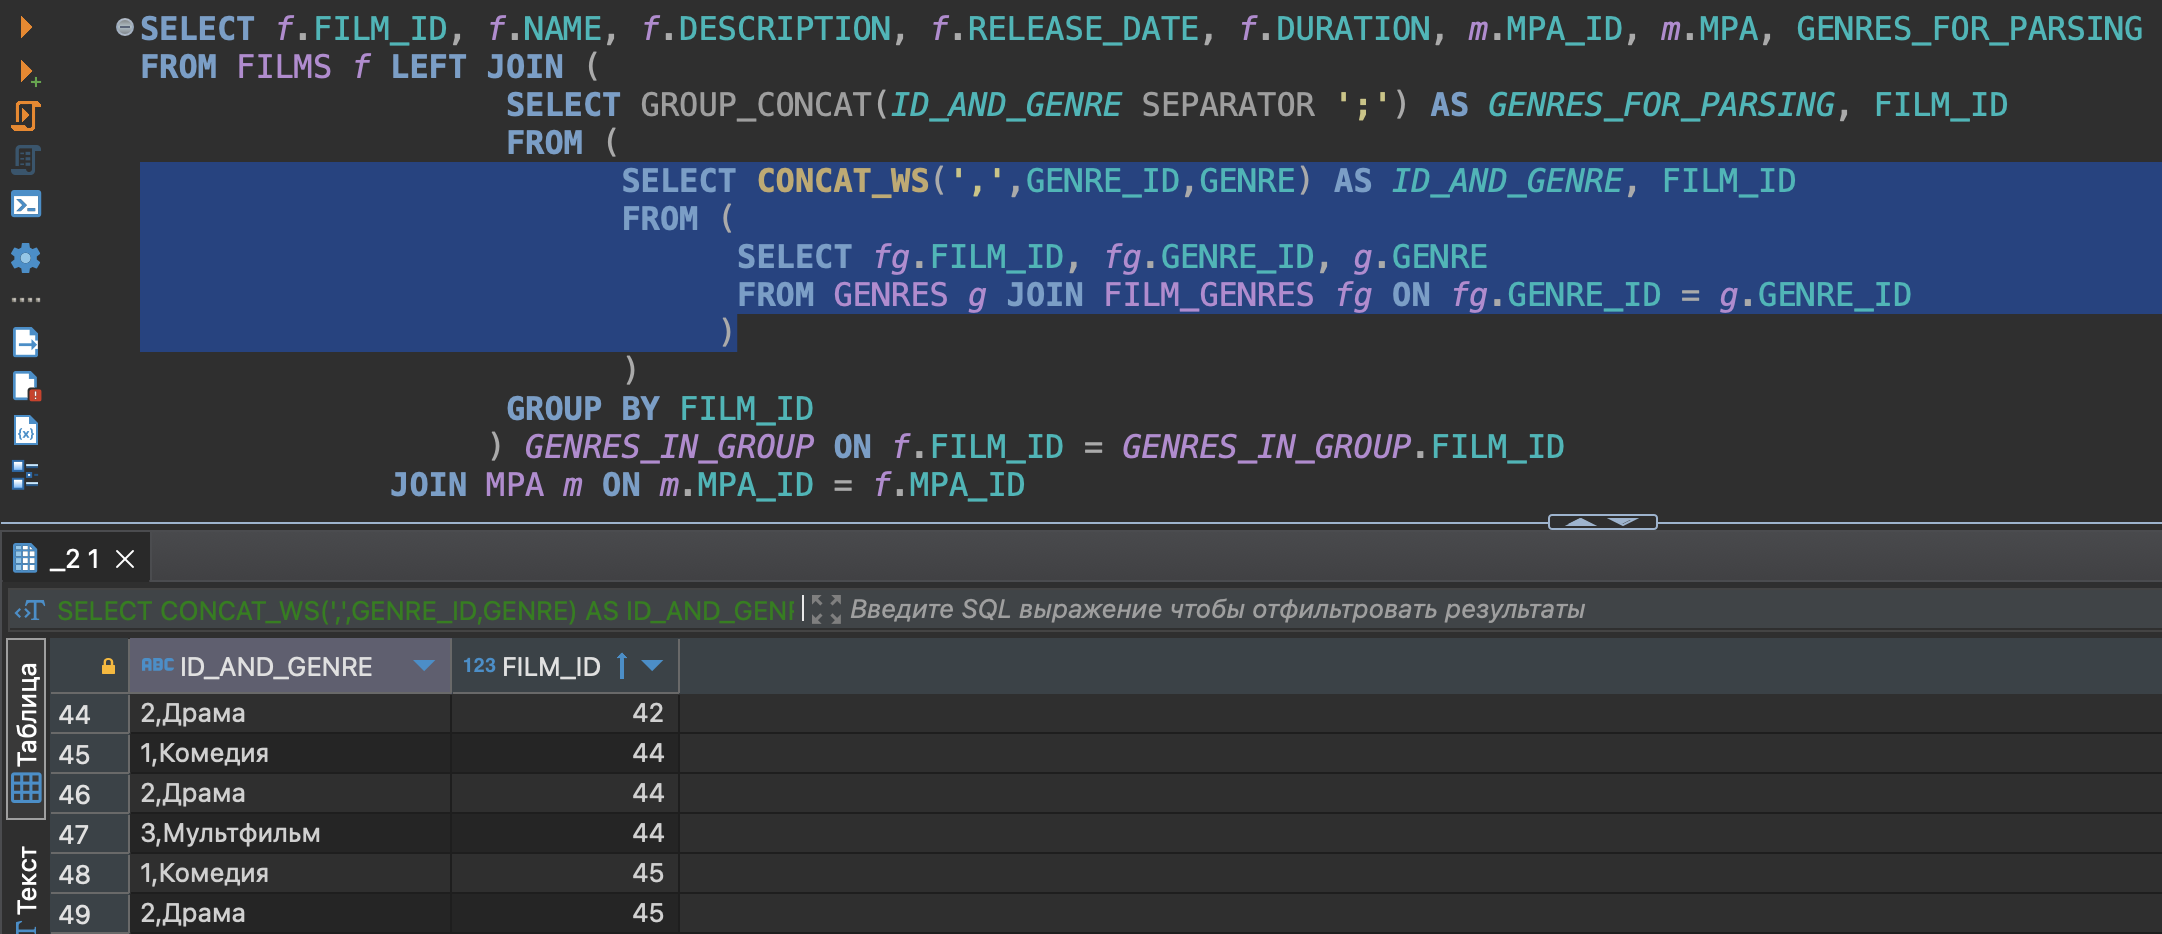 SELECT f.FILM_ID, f.NAME, f.DESCRIPTION, f.RELEASE_DATE, f.DURATION, m.MPA_ID, m.MPA, GENRES_FOR_PARSING
FROM FILMS f LEFT JOIN (
SELECT GROUP_CONCAT(ID_AND_GENRE SEPARATOR ';') AS GENRES_FOR_PARSING, FILM_ID
FROM (
SELECT CONCAT_WS(',',GENRE_ID,GENRE) AS ID_AND_GENRE, FILM_ID
FROM (
SELECT fg.FILM_ID, fg.GENRE_ID, g.GENRE
FROM GENRES g JOIN FILM_GENRES fg ON fg.GENRE_ID = g.GENRE_ID
)
)
GROUP BY FILM_ID
) GENRES_IN_GROUP ON f.FILM_ID = GENRES_IN_GROUP.FILM_ID
JOIN MPA m ON m.MPA_ID = f.MPA_ID
_2 1
SELECT CONCAT_WS(',',GENRE_ID,GENRE) AS ID_AND_GENR Введите SQL выражение чтобы отфильтровать результаты
Таблица
Текст
ABC ID_AND_GENRE 123 FILM_ID
44 2,Драма 42
45 1,Комедия 44
46 2,Драма 44
47 3,Мультфильм 44
48 1,Комедия 45
49 2,Драма 45